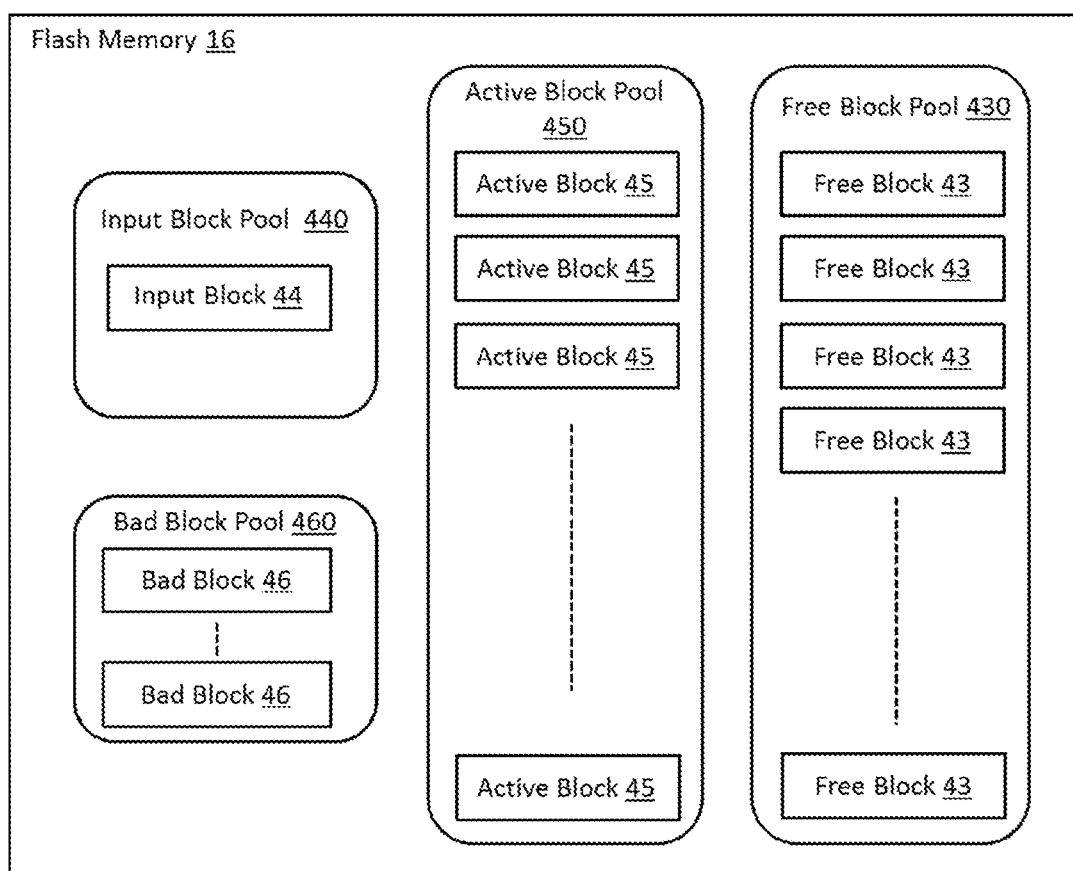 Flash Memory 16
Input Block Pool 440
Input Block 44
Bad Block Pool 460
Bad Block 46
Bad Block 46
Active Block Pool
450
Active Block 45
Active Block 45
Active Block 45
Active Block 45
Free Block Pool 430
Free Block 43
Free Block 43
Free Block 43
Free Block 43
Free Block 43